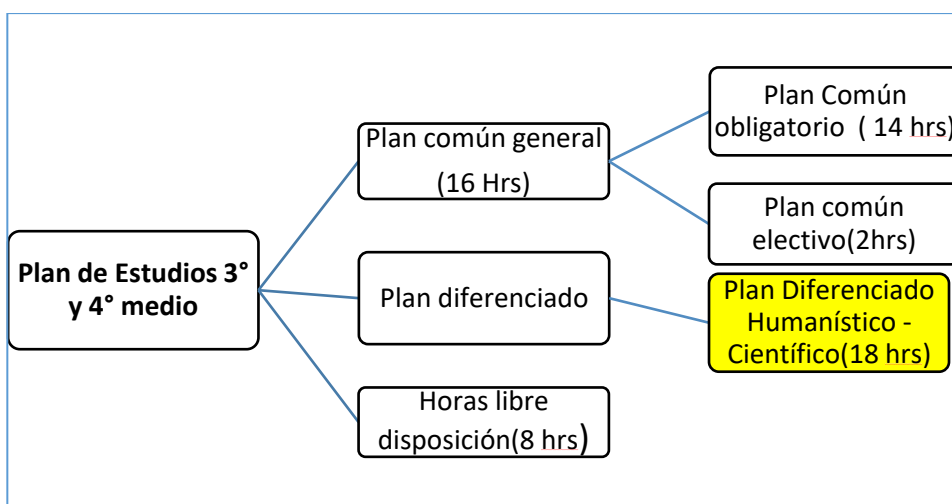 Plan de Estudios 3°
y 4° medio
Plan común general
(16 Hrs)
Plan Común
obligatorio ( 14 hrs)
Plan común
electivo(2hrs)
Plan diferenciado
Plan Diferenciado
Humanístico -
Científico(18 hrs)
Horas libre
disposición(8 hrs)